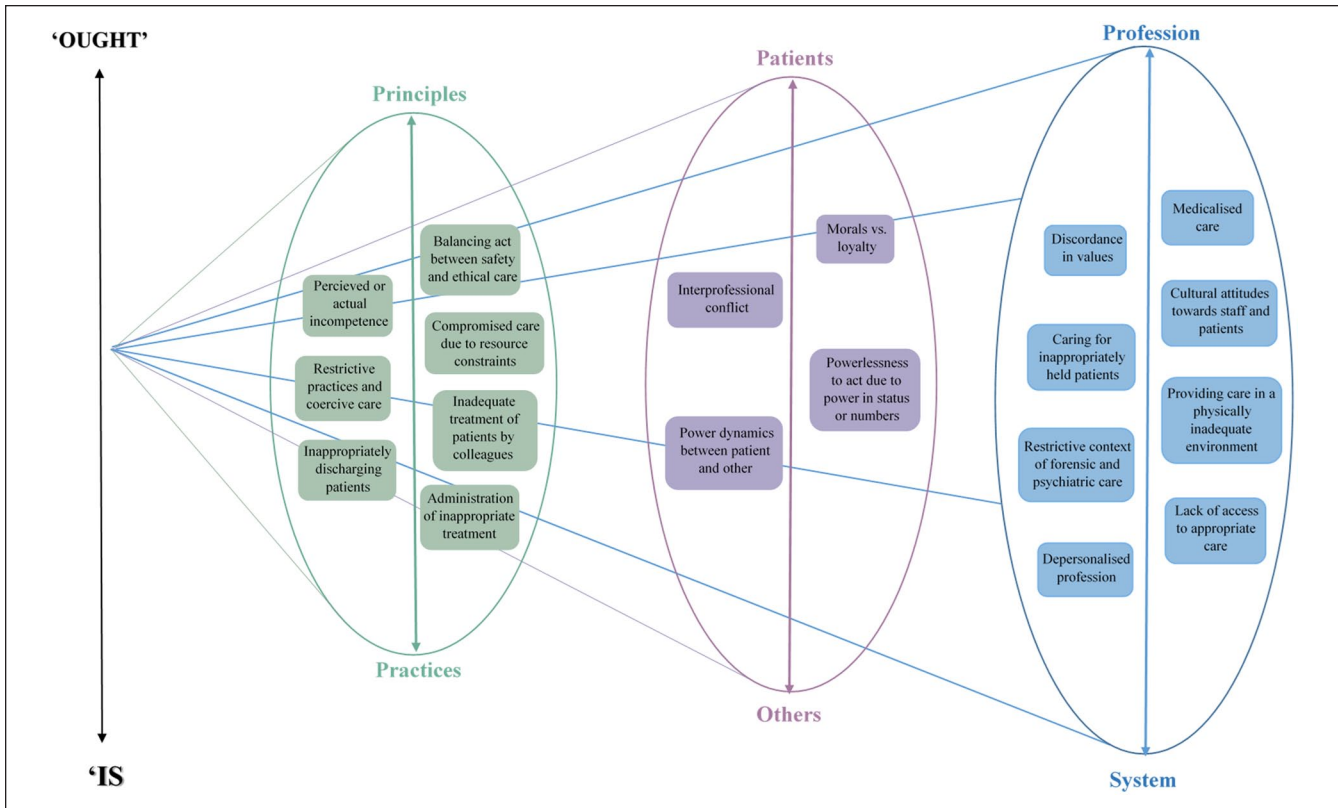 ‘OUGHT’
‘IS
Principles
Balancing act
between safety
and ethical care
Percieved or
actual
incompetence
Compromised care
due to resource
constraints
Restrictive
practices and
coercive care
Inadequate
treatment of
patients by
colleagues
Inappropriately
discharging
patients
Administration
of inappropriate
treatment
Practices
Patients
Morals vs.
loyalty
Interprofessional
conflict
Powerlessness
to act due to
power in status
or numbers
Power dynamics
between patient
and other
Others
Profession
Medicalised
care
Discordance
in values
Cultural attitudes
towards staff and
patients
Caring for
inappropriately
held patients
Providing care in a
physically
inadequate
environment
Restrictive context
of forensic and
psychiatric care
Lack of access
to appropriate
care
Depersonalised
profession
System